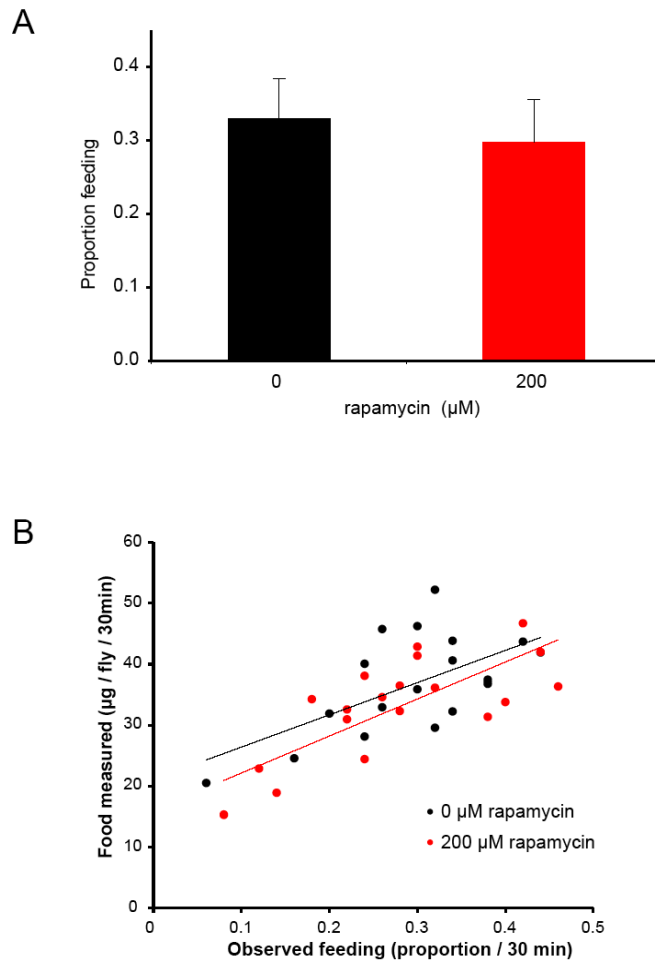 A
0.4
0.3
0.2
0.1
0.0
Proportion feeding
0 200
rapamycin (µM)
B
60
50
40
30
20
10
0
Food measured (µg / fly / 30min)
0 µM rapamycin
200 µM rapamycin
0 0.1 0.2 0.3 0.4 0.5
Observed feeding (proportion / 30 min)